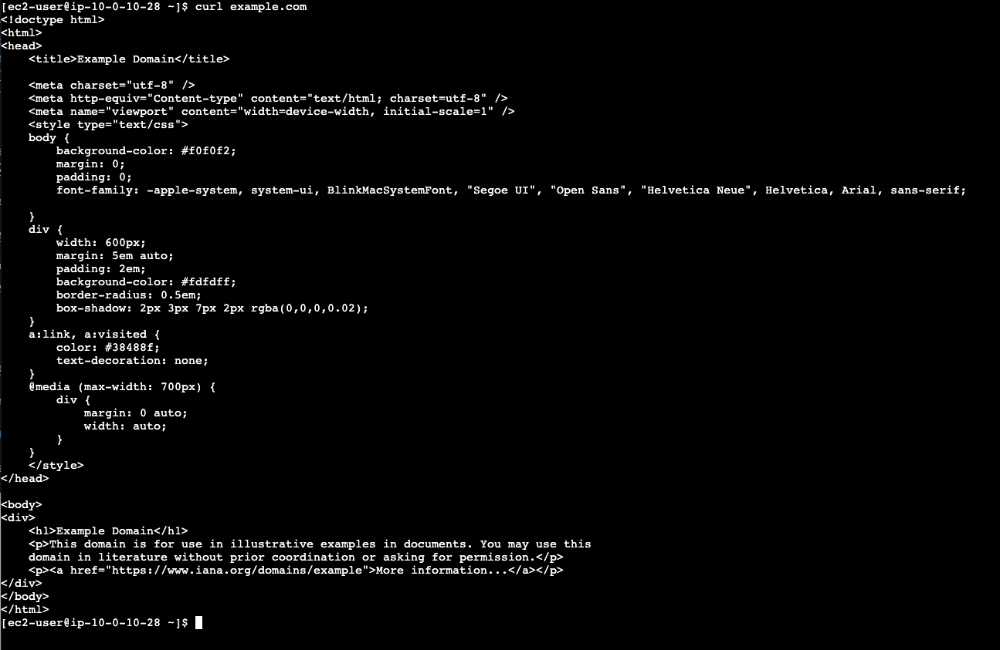 [ec2-user@ip-10-0-10-28 ~]$ curl example.com
<!doctype html>
<html>
<head>
    <title>Example Domain</title>

    <meta charset="utf-8" />
    <meta http-equiv="Content-type" content="text/html; charset=utf-8" />
    <meta name="viewport" content="width=device-width, initial-scale=1" />
    <style type="text/css">
    body {
        background-color: #f0f0f2;
        margin: 0;
        padding: 0;
        font-family: -apple-system, system-ui, BlinkMacSystemFont, "Segoe UI", "Open Sans", "Helvetica Neue", Helvetica, Arial, sans-serif;

    }
    div {
        width: 600px;
        margin: 5em auto;
        padding: 2em;
        background-color: #fdfdff;
        border-radius: 0.5em;
        box-shadow: 2px 3px 7px 2px rgba(0,0,0,0.02);
    }
    a:link, a:visited {
        color: #38488f;
        text-decoration: none;
    }
    @media (max-width: 700px) {
        div {
            margin: 0 auto;
            width: auto;
        }
    }
    </style>
</head>

<body>
<div>
    <h1>Example Domain</h1>
    <p>This domain is for use in illustrative examples in documents. You may use this
    domain in literature without prior coordination or asking for permission.</p>
    <p><a href="https://www.iana.org/domains/example">More information...</a></p>
</div>
</body>
</html>
[ec2-user@ip-10-0-10-28 ~]$